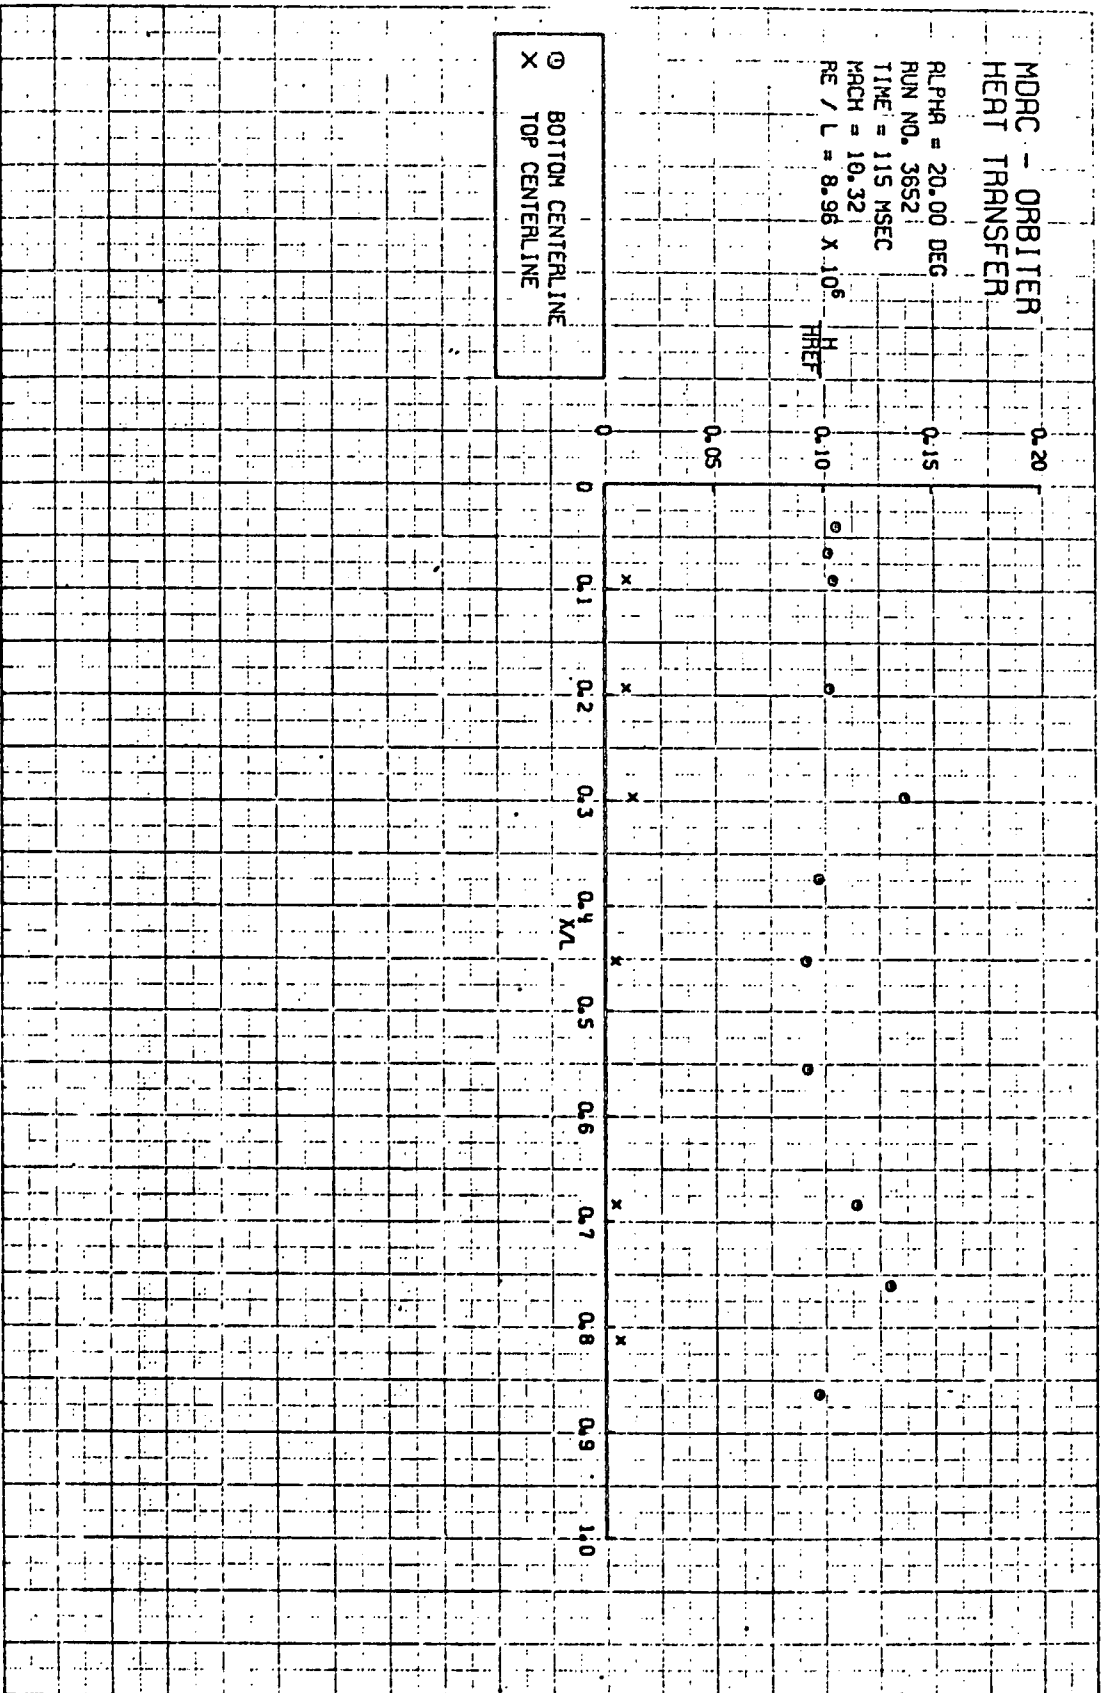 MDAC - ORBITER
HEAT TRANSFER
ALPHA = 20.00 DEG
RUN NO. 3652
TIME = 115 MSEC
MACH = 10.32
RE / L = 8.96 X 10⁶
H
HREF
0.20
0.15
0.10
0.05
0
0 0.1 0.2 0.3 0.4 0.5 0.6 0.7 0.8 0.9 1.0
X/L
BOTTOM CENTERLINE
X TOP CENTERLINE